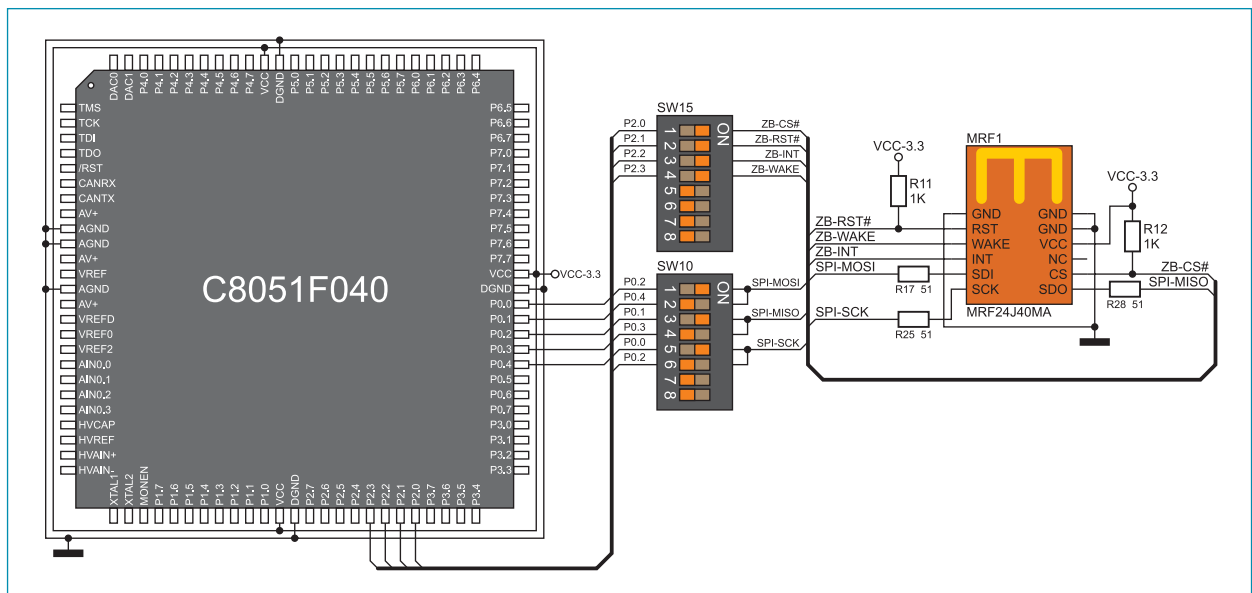 DAC0
DAC1
P4.0
P4.1
P4.2
P4.3
P4.4
P4.5
P4.6
P4.7
VCC
DGND
P5.0
P5.1
P5.2
P5.3
P5.4
P5.5
P5.6
P5.7
P6.0
P6.1
P6.2
P6.3
P6.4
TMS
TCK
TDI
TDO
/RST
CANRX
CANTX
AV+
AGND
AGND
AV+
VREF
AGND
AV+
VREFD
VREF0
VREF2
AIN0.0
AIN0.1
AIN0.2
AIN0.3
HVCAP
HVREF
HVAIN+
HVAIN-
C8051F040
P6.5
P6.6
P6.7
P7.0
P7.1
P7.2
P7.3
P7.4
P7.5
P7.6
P7.7
VCC
DGND
P0.0
P0.1
P0.2
P0.3
P0.4
P0.5
P0.6
P0.7
P3.0
P3.1
P3.2
P3.3
XTAL1
XTAL2
MONEN
P1.7
P1.6
P1.5
P1.4
P1.3
P1.2
P1.1
P1.0
VCC
DGND
P2.7
P2.6
P2.5
P2.4
P2.3
P2.2
P2.1
P2.0
P3.7
P3.6
P3.5
P3.4
VCC-3.3
SW15
P2.0
P2.1
P2.2
P2.3
1
2
3
4
5
6
7
8
ON
ZB-CS#
ZB-RST#
ZB-INT
ZB-WAKE
SW10
P0.2
P0.4
P0.1
P0.3
P0.0
P0.2
1
2
3
4
5
6
7
8
ON
SPI-MOSI
SPI-MISO
SPI-SCK
VCC-3.3
R11
1K
ZB-RST#
ZB-WAKE
ZB-INT
SPI-MOSI
R17 51
SPI-SCK
R25 51
MRF1
GND
RST
WAKE
INT
SDI
SCK
GND
GND
VCC
NC
CS
SDO
MRF24J40MA
VCC-3.3
R12
1K
ZB-CS#
SPI-MISO
R28 51